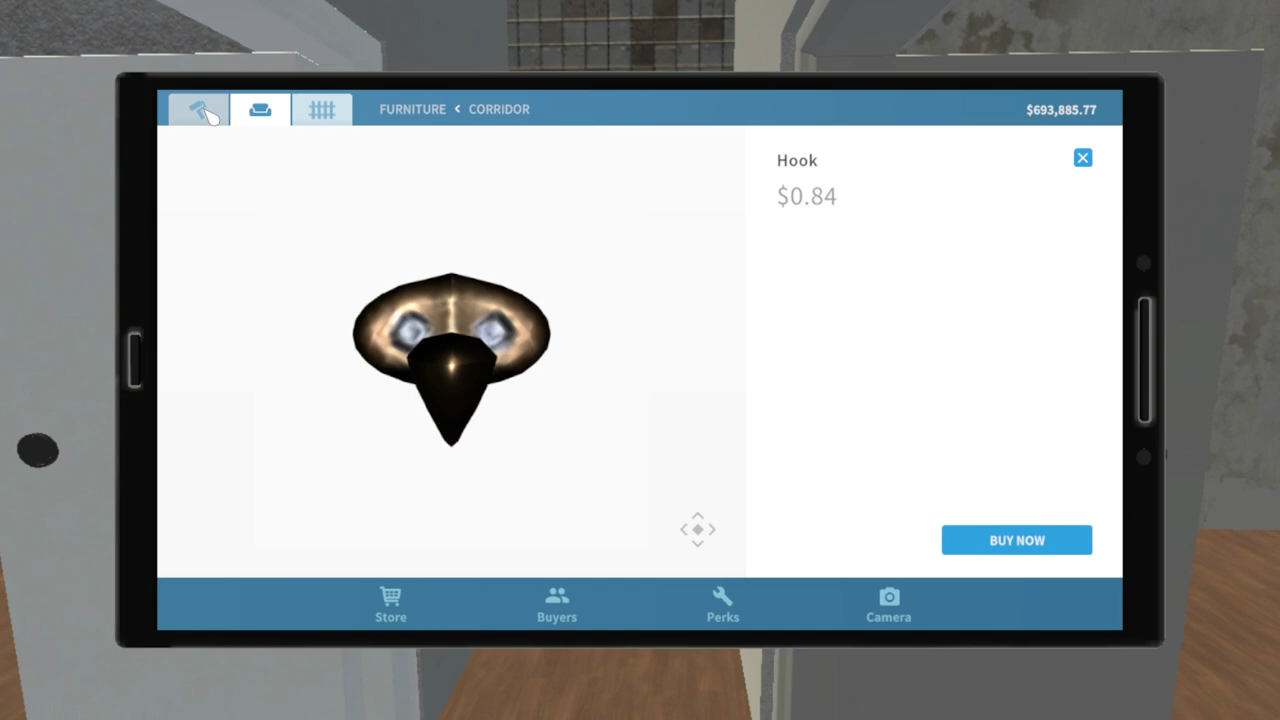 FURNITURE < CORRIDOR
$693,885.77
Hook
$0.84
BUY NOW
Store
Buyers
Perks
Camera